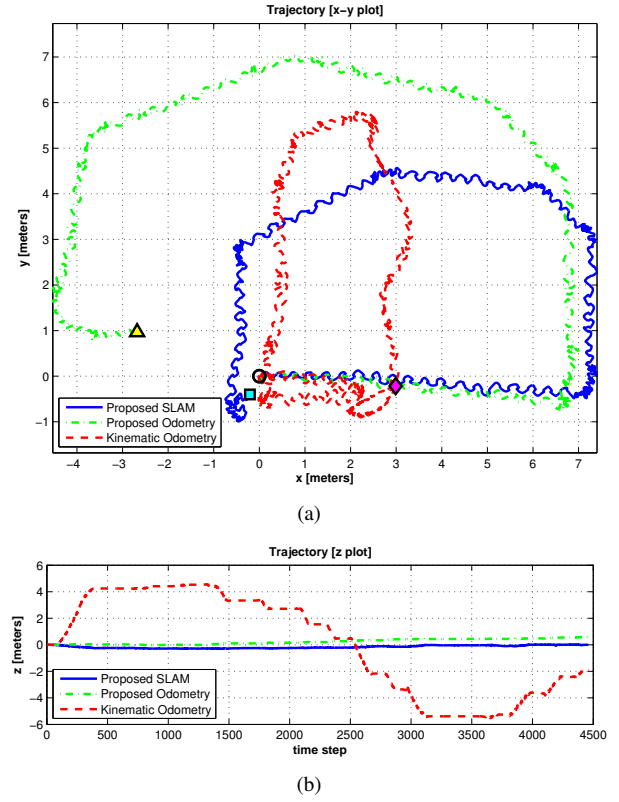 Trajectory [x−y plot]
7
6
5
4
3
2
1
0
−1
y [meters]
Proposed SLAM
Proposed Odometry
Kinematic Odometry
−4 −3 −2 −1 0 1 2 3 4 5 6 7
x [meters]
(a)
Trajectory [z plot]
6
4
2
0
−2
−4
−6
z [meters]
Proposed SLAM
Proposed Odometry
Kinematic Odometry
0 500 1000 1500 2000 2500 3000 3500 4000 4500
time step
(b)